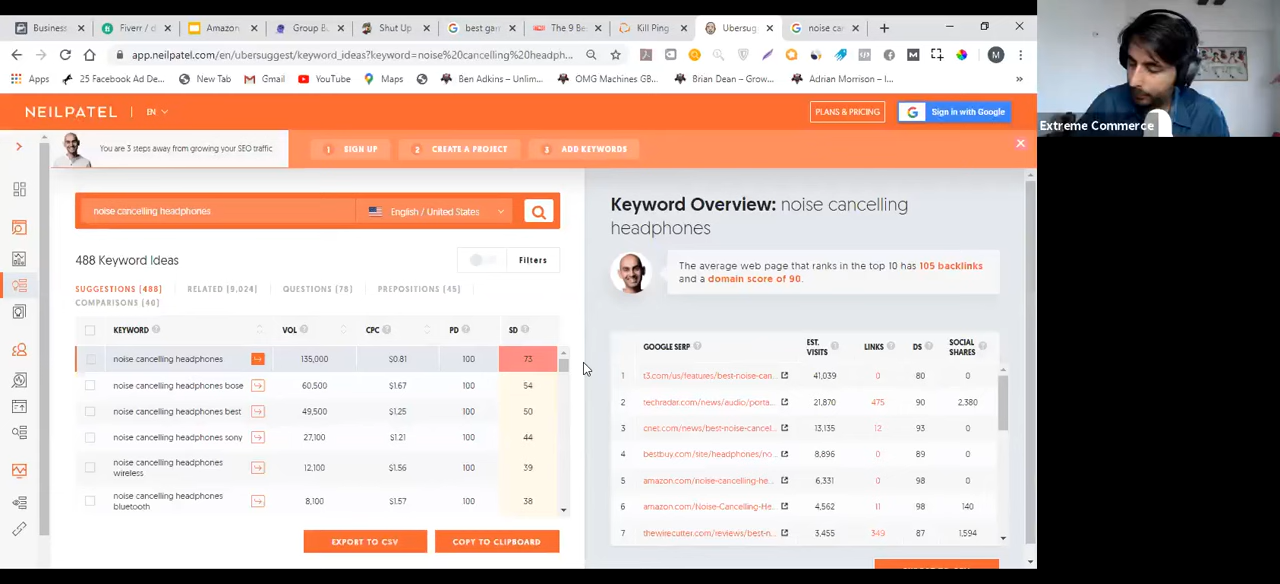 Business
Fiverr / c
Amazon
Group B
Shut Up
best gam
The 9 Be
Kill Ping
Ubersug
noise ca
app.neilpatel.com/en/ubersuggest/keyword_ideas?keyword=noise%20cancelling%20headph...
Apps
25 Facebook Ad De...
New Tab
Gmail
YouTube
Maps
Ben Adkins – Unlim...
OMG Machines GB...
Brian Dean – Grow...
Adrian Morrison – I...
»
NEILPATEL
EN
PLANS & PRICING
Sign in with Google
Extreme Commerce
You are 3 steps away from growing your SEO traffic
1 SIGN UP
2 CREATE A PROJECT
3 ADD KEYWORDS
noise cancelling headphones
English / United States
488 Keyword Ideas
Filters
SUGGESTIONS (488) RELATED (9,024) QUESTIONS (78) PREPOSITIONS (45)
COMPARISONS (40)
KEYWORD VOL CPC PD SD
noise cancelling headphones 135,000 $0.81 100 73
noise cancelling headphones bose 60,500 $1.67 100 54
noise cancelling headphones best 49,500 $1.25 100 50
noise cancelling headphones sony 27,100 $1.21 100 44
noise cancelling headphones
wireless 12,100 $1.56 100 39
noise cancelling headphones
bluetooth 8,100 $1.57 100 38
EXPORT TO CSV
COPY TO CLIPBOARD
Keyword Overview: noise cancelling
headphones
The average web page that ranks in the top 10 has 105 backlinks
and a domain score of 90.
GOOGLE SERP EST. VISITS LINKS DS SOCIAL SHARES
1 t3.com/us/features/best-noise-can... 41,039 0 80 0
2 techradar.com/news/audio/porta... 21,870 475 90 2,380
3 cnet.com/news/best-noise-cancel... 13,135 12 93 0
4 bestbuy.com/site/headphones/no... 8,896 0 89 0
5 amazon.com/noise-cancelling-he... 6,331 0 98 0
6 amazon.com/Noise-Cancelling-He... 4,562 11 98 140
7 thewirecutter.com/reviews/best-n... 3,455 349 87 1,594